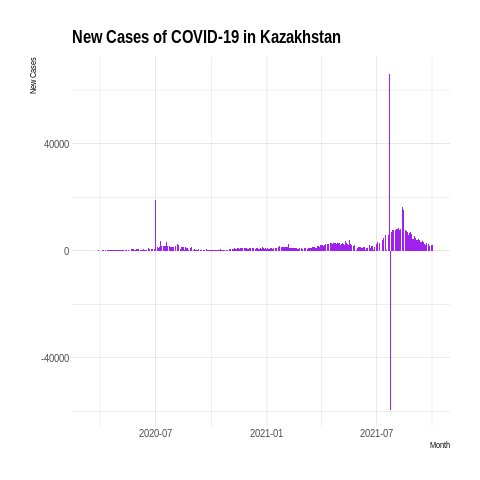 New Cases of COVID-19 in Kazakhstan
New Cases
40000
0
-40000
2020-07 2021-01 2021-07
Month